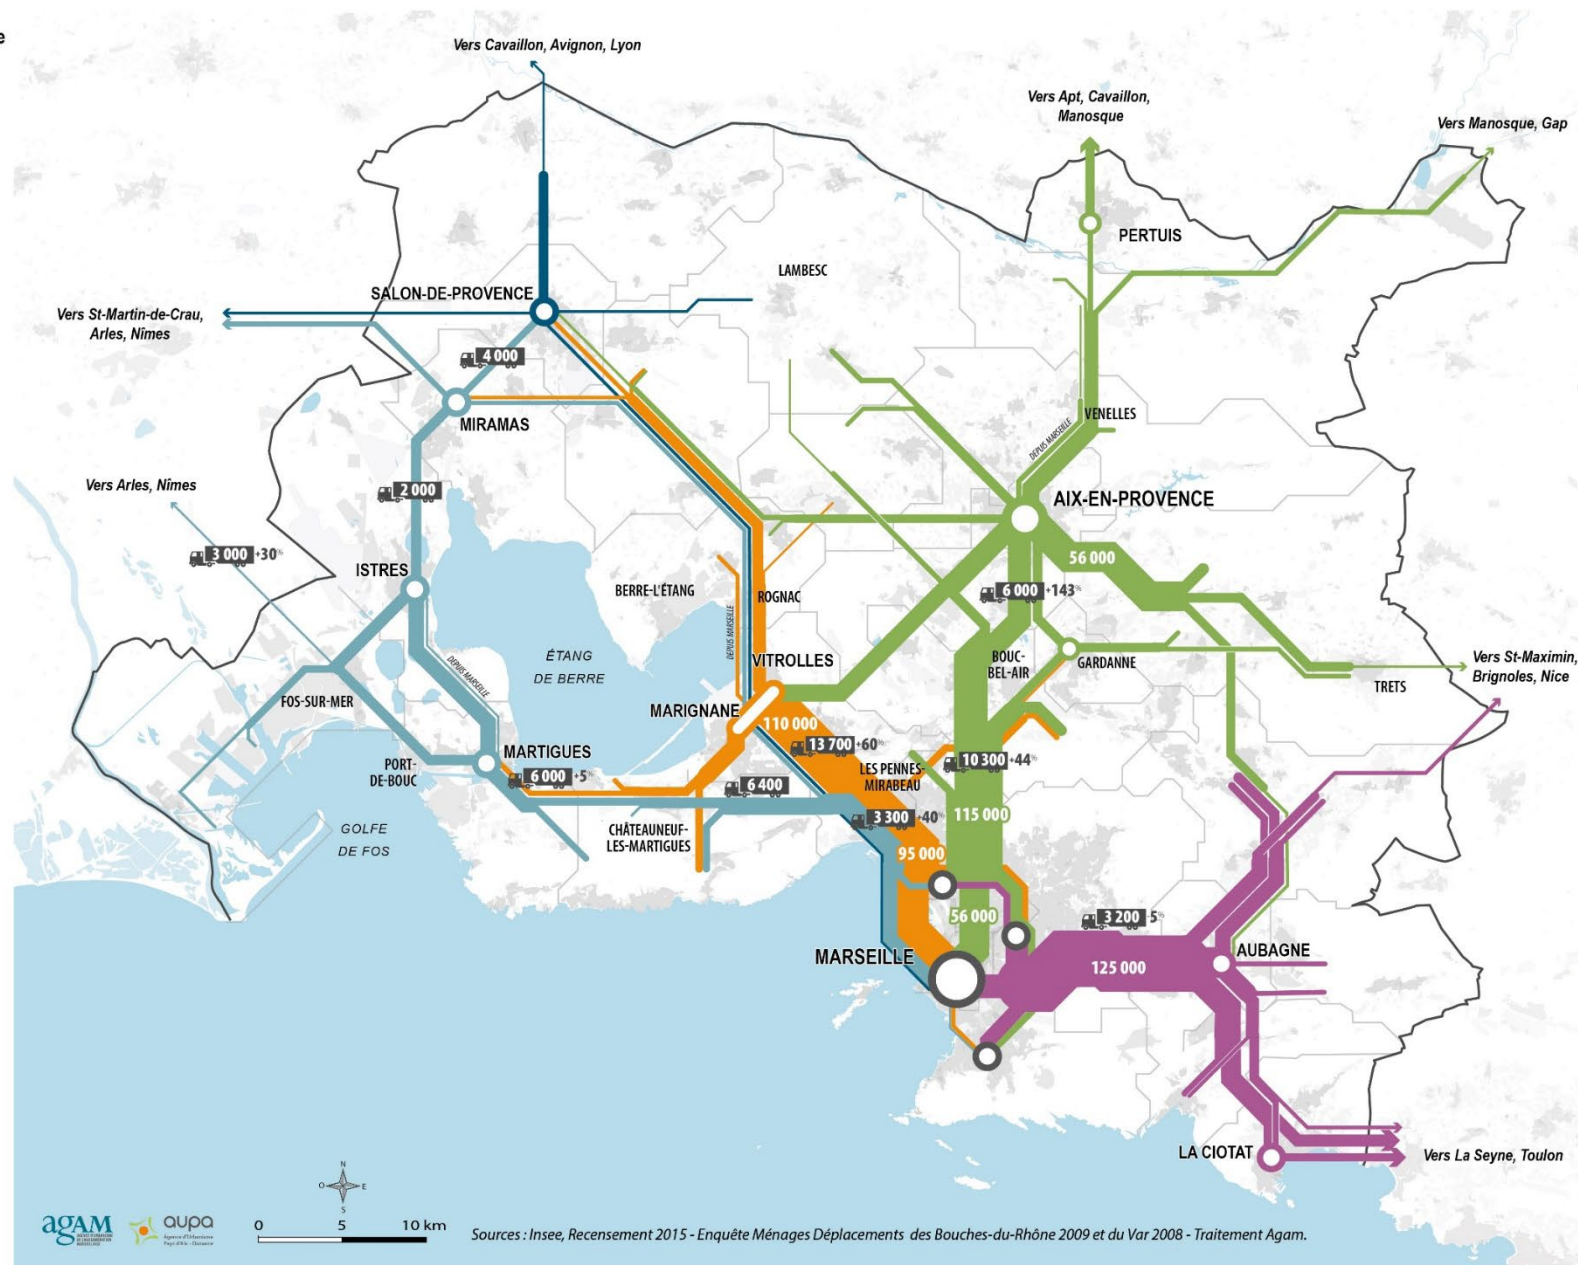 e
Vers Cavaillon, Avignon, Lyon
Vers Apt, Cavaillon,
Manosque
Vers Manosque, Gap
PERTUIS
LAMBESC
SALON-DE-PROVENCE
Vers St-Martin-de-Crau,
Arles, Nîmes
4 000
MIRAMAS
VENELLES
DEPUIS MARSEILLE
2 000
Vers Arles, Nîmes
AIX-EN-PROVENCE
3 000 +30%
56 000
ISTRES
BERRE-L'ÉTANG
ROGNAC
6 000 +143%
DEPUIS MARSEILLE
ÉTANG
DE BERRE
DEPUIS MARSEILLE
VITROLLES
BOUC-
BEL-AIR
GARDANNE
Vers St-Maximin,
Brignoles, Nice
TRETS
FOS-SUR-MER
MARIGNANE
110 000
13 700 +60%
MARTIGUES
PORT-
DE-BOUC
6 000 +5%
6 400
LES PENNES-
MIRABEAU
10 300 +44%
115 000
3 300 +40%
GOLFE
DE FOS
CHÂTEAUNEUF-
LES-MARTIGUES
95 000
56 000
3 200 -5%
MARSEILLE
125 000
AUBAGNE
LA CIOTAT
Vers La Seyne, Toulon
N
O
E
S
agAM
aupa
Agence d'Urbanisme
Pays d'Aix - Durance
0
5
10 km
Sources : Insee, Recensement 2015 - Enquête Ménages Déplacements des Bouches-du-Rhône 2009 et du Var 2008 - Traitement Agam.